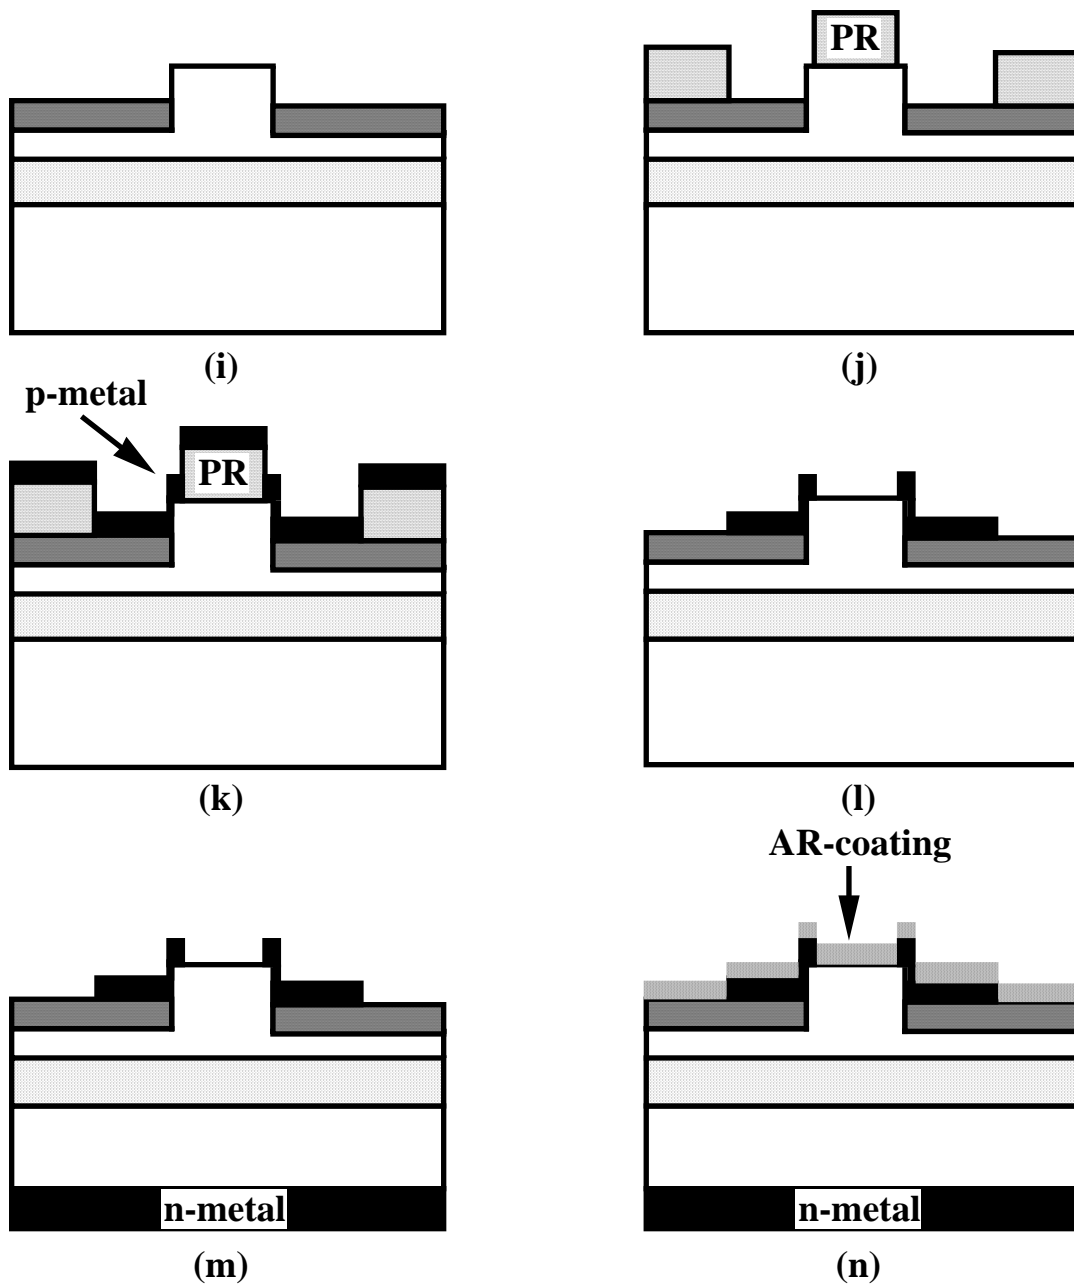 PR
(i)
(j)
p-metal
PR
(k)
(l)
AR-coating
n-metal
n-metal
(m)
(n)